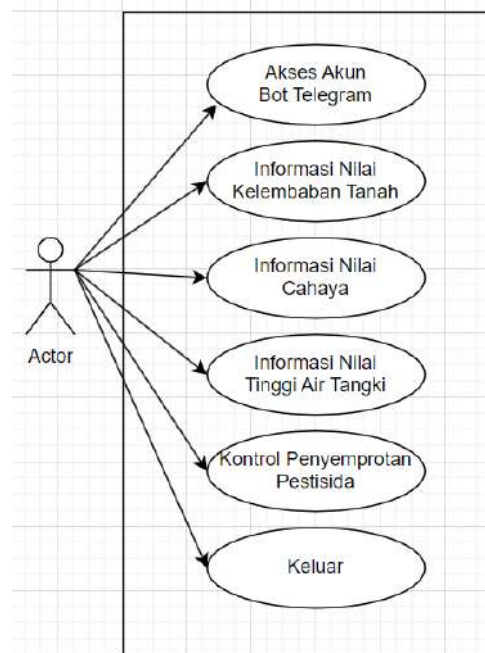 Akses Akun
Bot Telegram
Informasi Nilai
Kelembaban Tanah
Informasi Nilai
Cahaya
Actor
Informasi Nilai
Tinggi Air Tangki
Kontrol Penyemprotan
Pestisida
Keluar